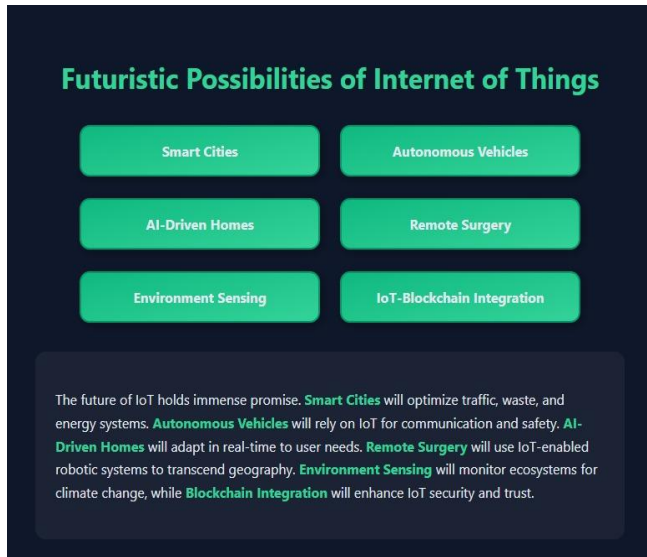 Futuristic Possibilities of Internet of Things
Smart Cities
Autonomous Vehicles
AI-Driven Homes
Remote Surgery
Environment Sensing
IoT-Blockchain Integration
The future of IoT holds immense promise. Smart Cities will optimize traffic, waste, and
energy systems. Autonomous Vehicles will rely on IoT for communication and safety. AI-
Driven Homes will adapt in real-time to user needs. Remote Surgery will use IoT-enabled
robotic systems to transcend geography. Environment Sensing will monitor ecosystems for
climate change, while Blockchain Integration will enhance IoT security and trust.